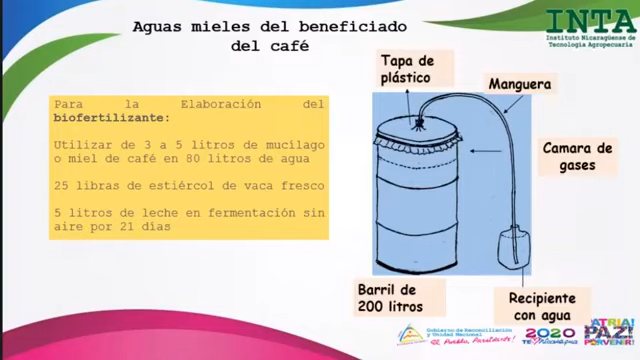 Aguas mieles del beneficiado
del café
INTA
Instituto Nicaragüense de
Tecnología Agropecuaria
Para la Elaboración del
biofertilizante:
Utilizar de 3 a 5 litros de mucílago
o miel de café en 80 litros de agua
25 libras de estiércol de vaca fresco
5 litros de leche en fermentación sin
aire por 21 días
Tapa de
plástico
Manguera
Camara de
gases
Barril de
200 litros
Recipiente
con agua
Gobierno de Reconciliación
y Unidad Nacional
El Pueblo, Presidente!
2020
PATRIA!
PAZ!
PORVENIR!